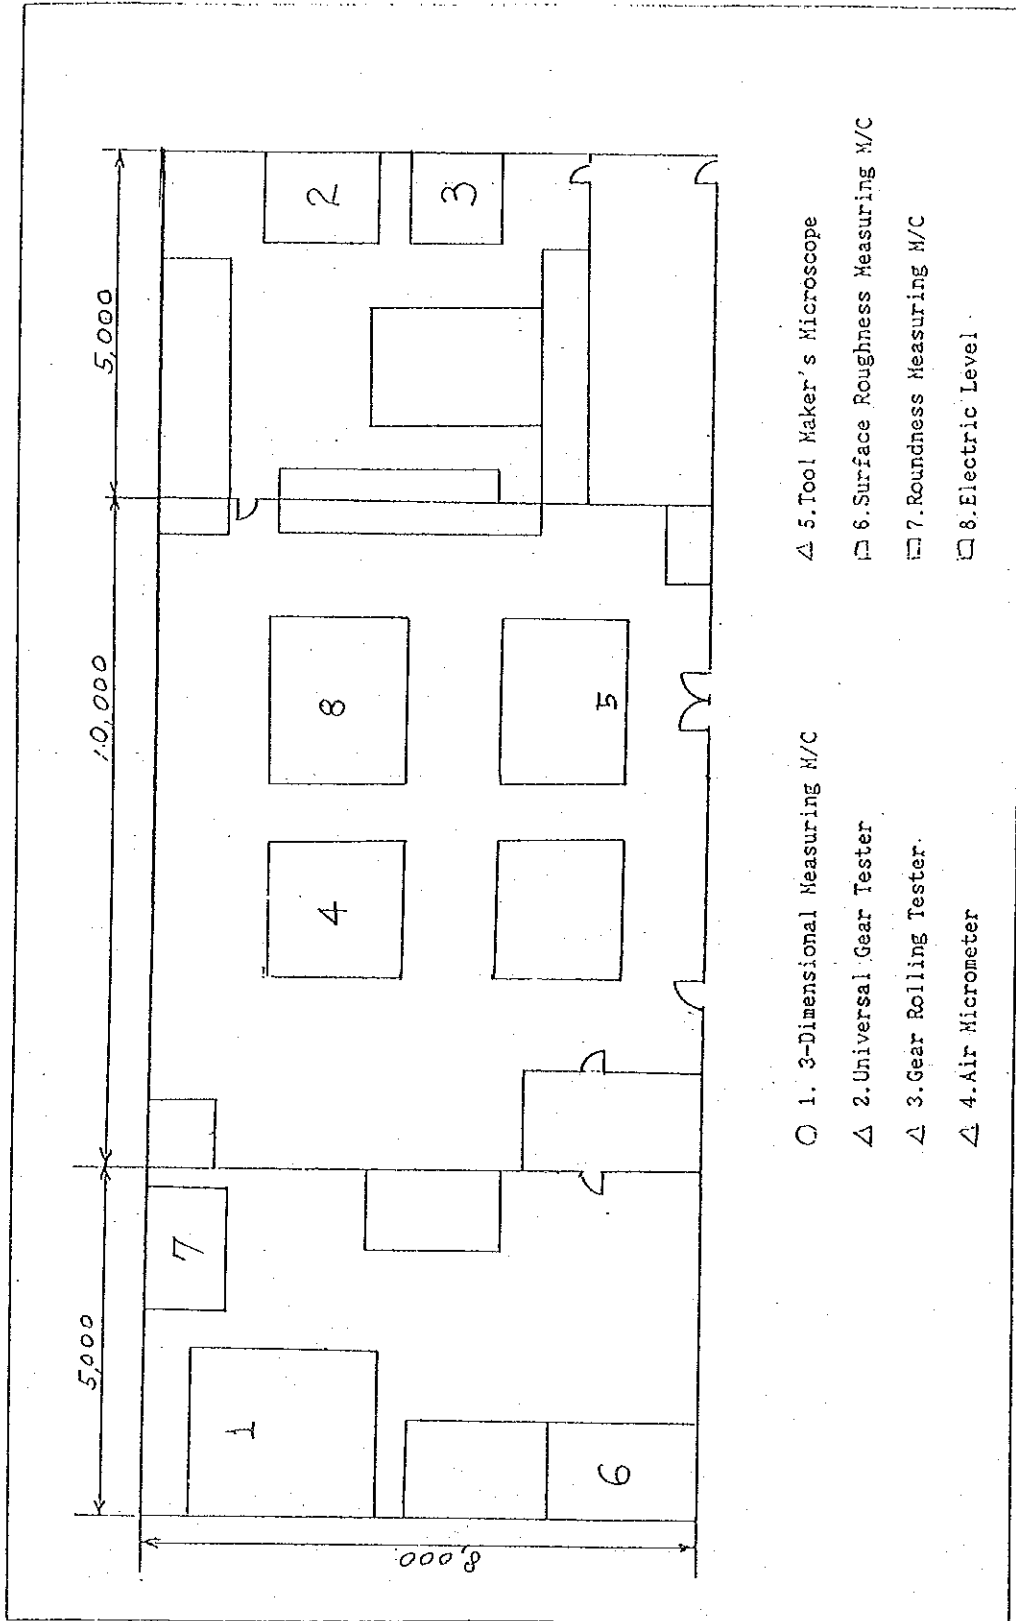 5,000
10,000
5,000
8,000
7
1
2
4
8
3
5
6
○ 1. 3-Dimensional Measuring M/C
△ 2.Universal Gear Tester
△ 3.Gear Rolling Tester
△ 4.Air Micrometer
△ 5.Tool Maker's Microscope
□ 6.Surface Roughness Measuring M/C
□ 7.Roundness Measuring M/C
□ 8.Electric Level